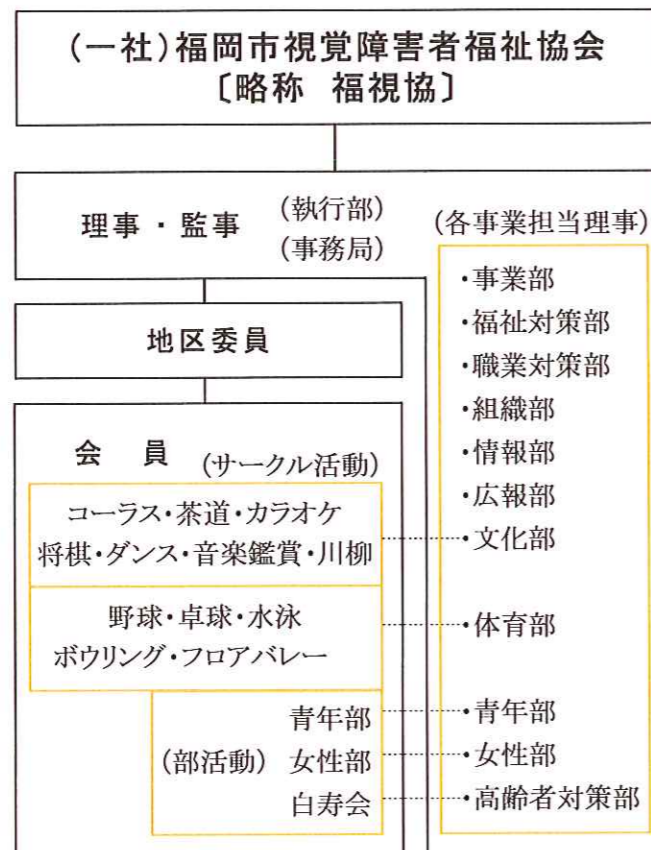 (一社)福岡市視覚障害者福祉協会
〔略称 福視協〕
理事・監事
(執行部)
(事務局)
(各事業担当理事)
・事業部
・福祉対策部
・職業対策部
・組織部
・情報部
・広報部
・文化部
・体育部
・青年部
・女性部
・高齢者対策部
地区委員
会 員 (サークル活動)
コーラス・茶道・カラオケ
将棋・ダンス・音楽鑑賞・川柳
野球・卓球・水泳
ボウリング・フロアバレー
青年部
(部活動) 女性部
白寿会